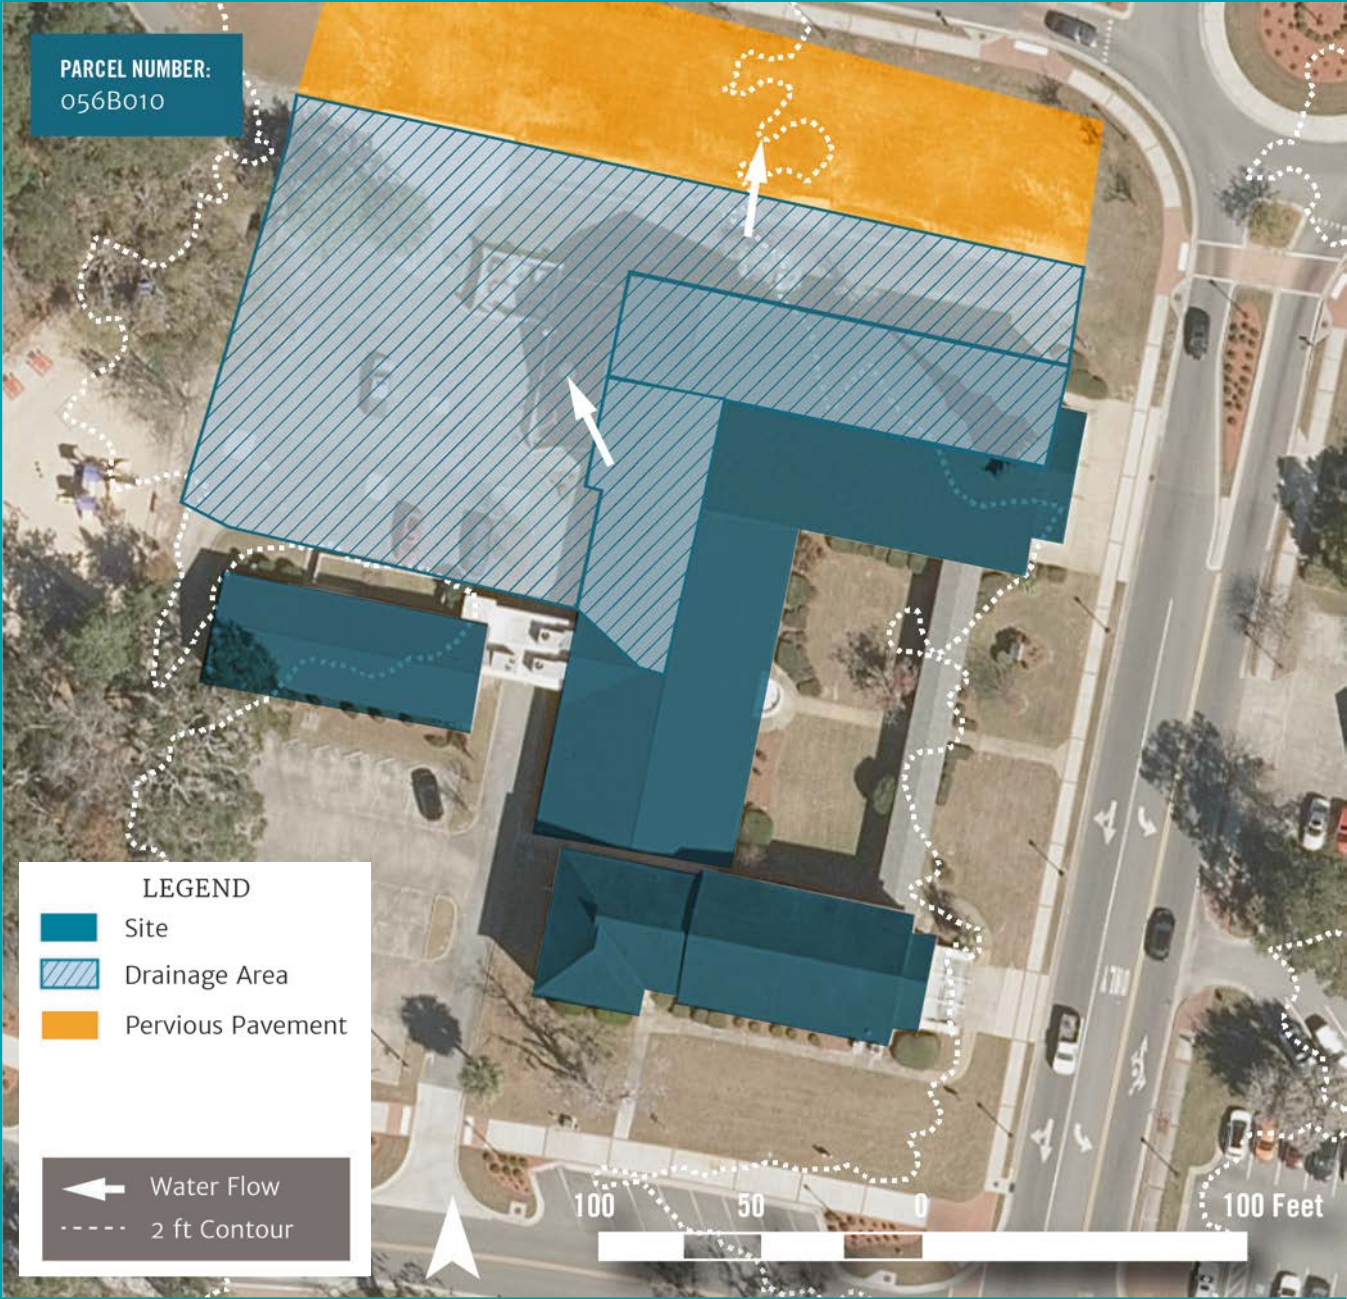 PARCEL NUMBER:
056B010
LEGEND
Site
Drainage Area
Pervious Pavement
Water Flow
2 ft Contour
100 50 0 100 Feet